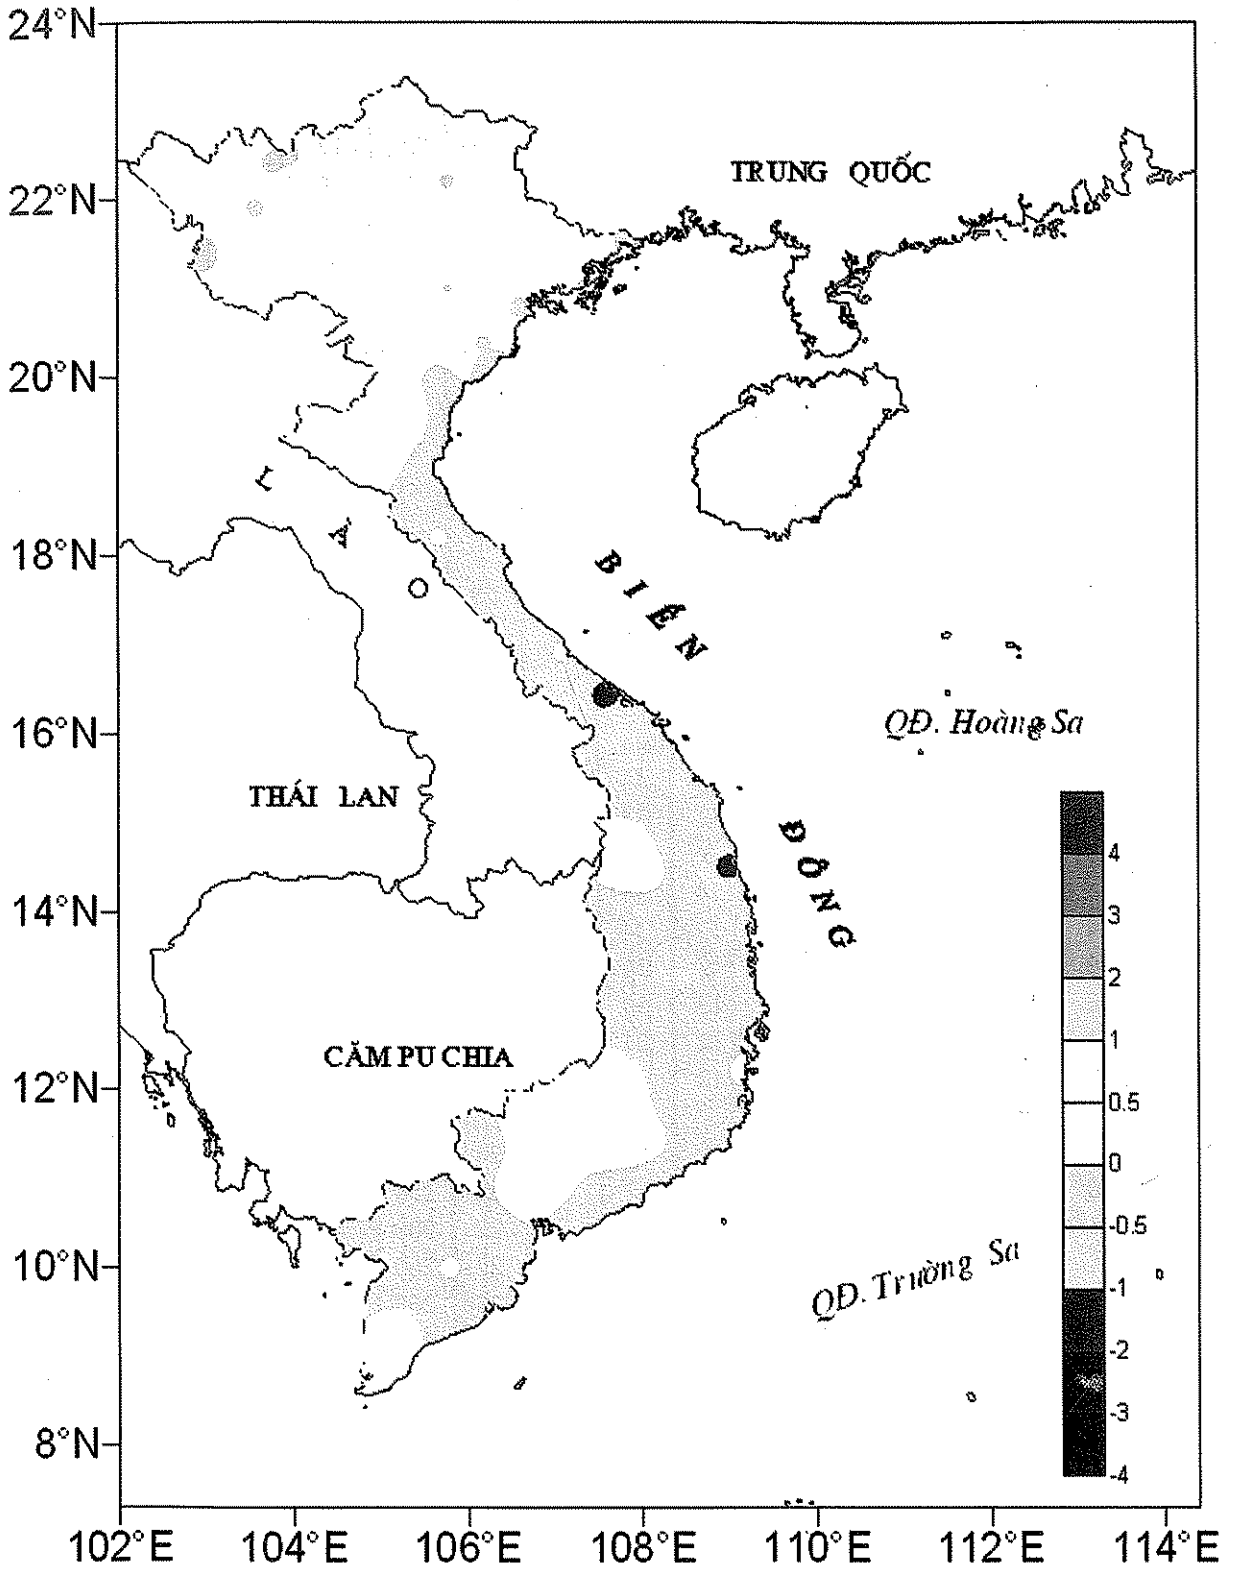 24°N
TRUNG QUỐC
22°N
20°N
L
A
O
18°N
BIỂN
16°N
QĐ. Hoàng Sa
THÁI LAN
ĐÔNG
4
3
2
1
0.5
0
-0.5
-1
-2
-3
-4
14°N
CĂM PU CHIA
12°N
10°N
QĐ. Trường Sa
8°N
102°E 104°E 106°E 108°E 110°E 112°E 114°E